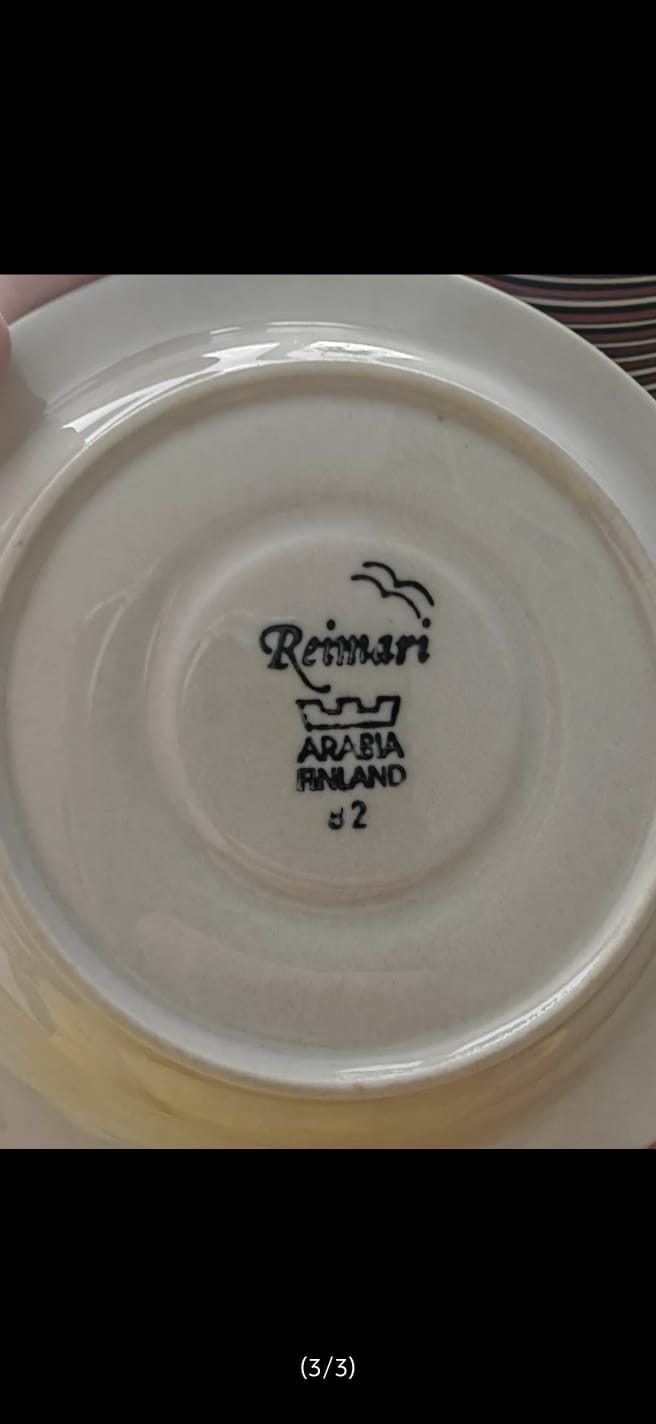 Reimari
ARABIA
FINLAND
2
(3/3)